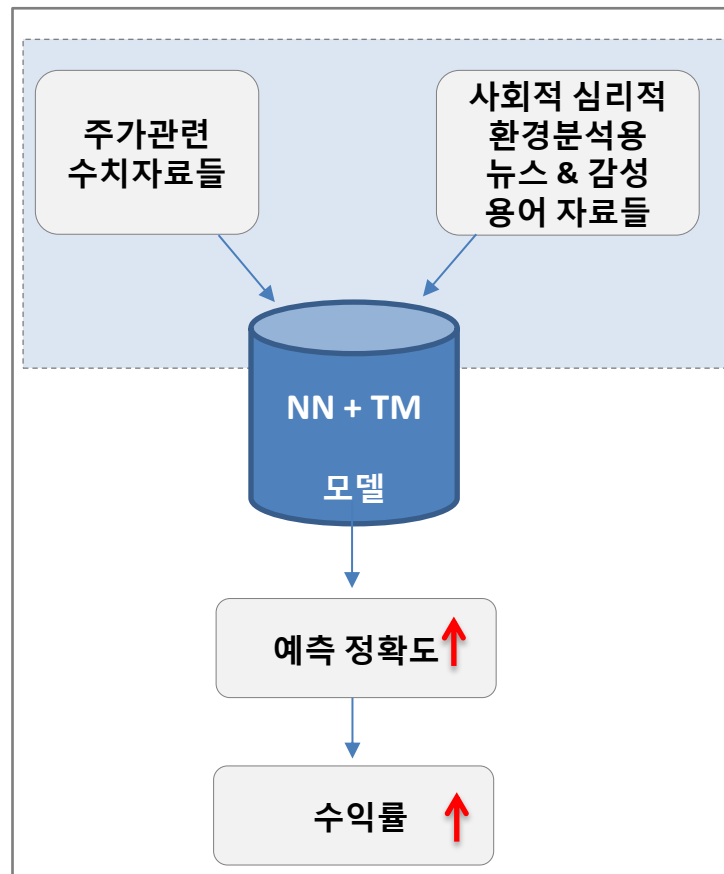 주가관련
수치자료들
사회적 심리적
환경분석용
뉴스 & 감성
용어 자료들
NN + TM
모델
예측 정확도
수익률